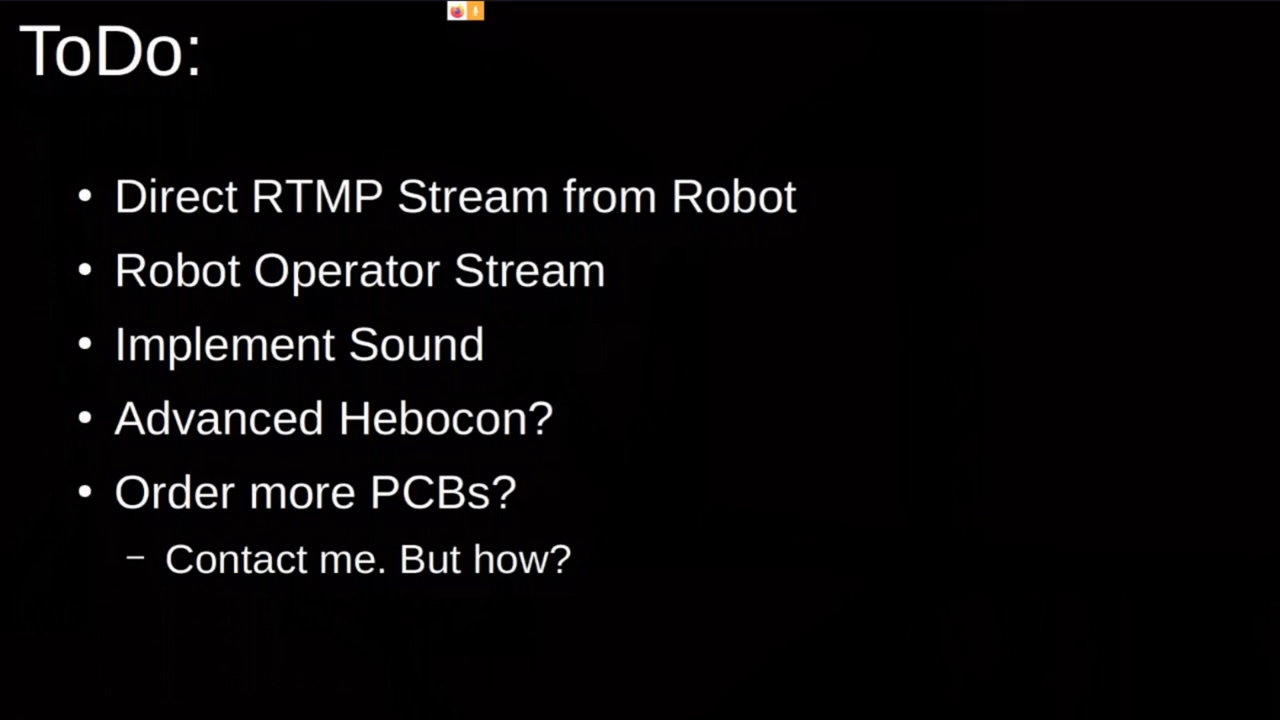 ToDo:
• Direct RTMP Stream from Robot
• Robot Operator Stream
• Implement Sound
• Advanced Hebocon?
• Order more PCBs?
– Contact me. But how?